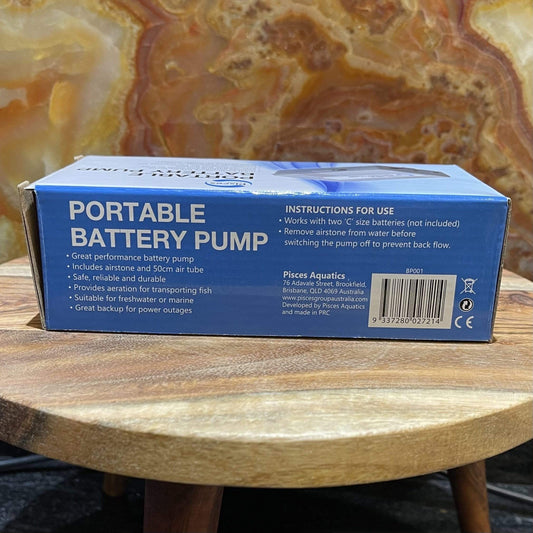 PORTABLE
BATTERY PUMP
• Great performance battery pump
• Includes airstone and 50cm air tube
• Safe, reliable and durable
• Provides aeration for transporting fish
• Suitable for freshwater or marine
• Great backup for power outages
INSTRUCTIONS FOR USE
• Works with two 'C' size batteries (not included)
• Remove airstone from water before
switching the pump off to prevent back flow.
Pisces Aquatics
76 Adavale Street, Brookfield,
Brisbane, QLD 4069 Australia
www.piscesgroupaustralia.com
Developed by Pisces Aquatics
and made in PRC
BP001
9 337280 027214
CE